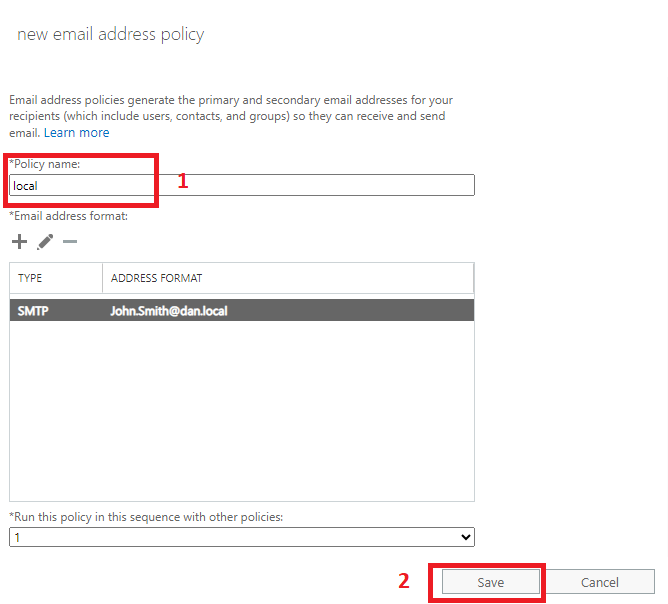 new email address policy
Email address policies generate the primary and secondary email addresses for your
recipients (which include users, contacts, and groups) so they can receive and send
email. Learn more
*Policy name:
local
1
*Email address format:
TYPE ADDRESS FORMAT
SMTP John.Smith@dan.local
*Run this policy in this sequence with other policies:
1
2 Save Cancel